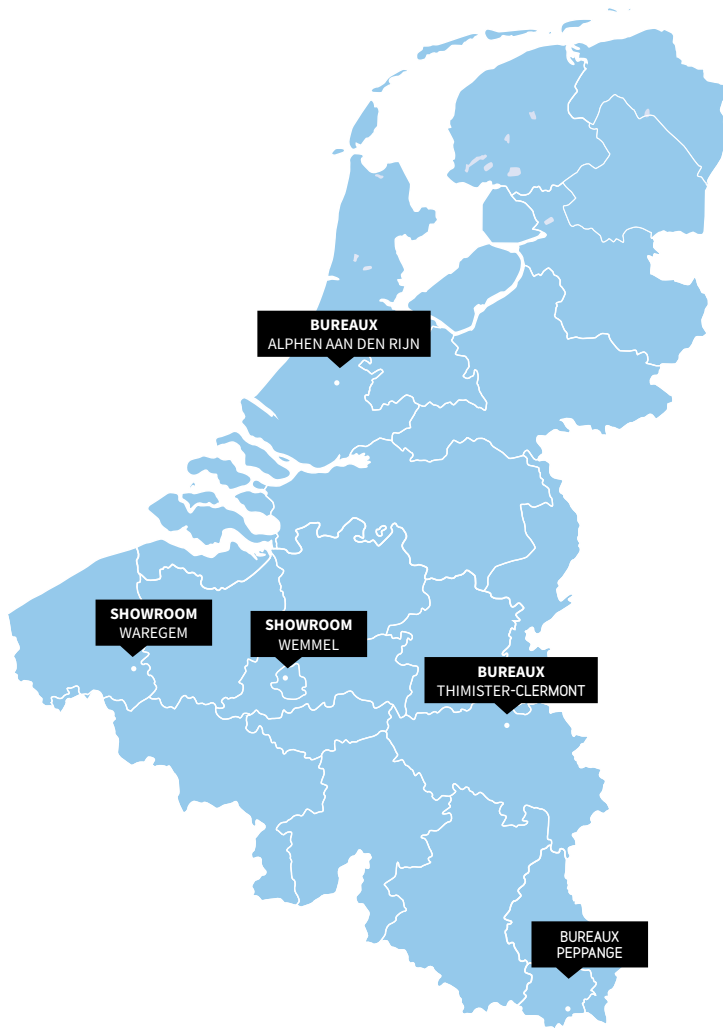 BUREAUX
ALPHEN AAN DEN RIJN
SHOWROOM
WAREGEM
SHOWROOM
WEMMEL
BUREAUX
THIMISTER-CLERMONT
BUREAUX
PEPPANGE